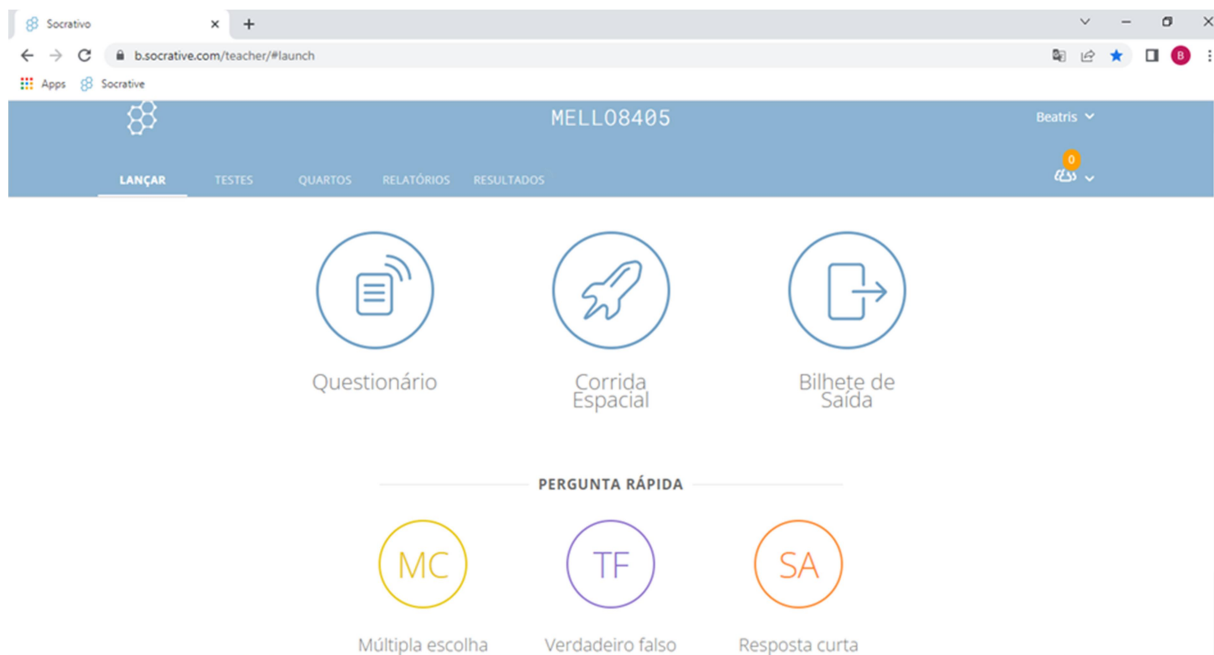 Socrativo
b.socrative.com/teacher/#launch
B
Apps Socrative
MELLO8405
Beatris
0
LANÇAR TESTES QUARTOS RELATÓRIOS RESULTADOS
Questionário
Corrida
Espacial
Bilhete de
Saída
PERGUNTA RÁPIDA
MC TF SA
Múltipla escolha Verdadeiro falso Resposta curta